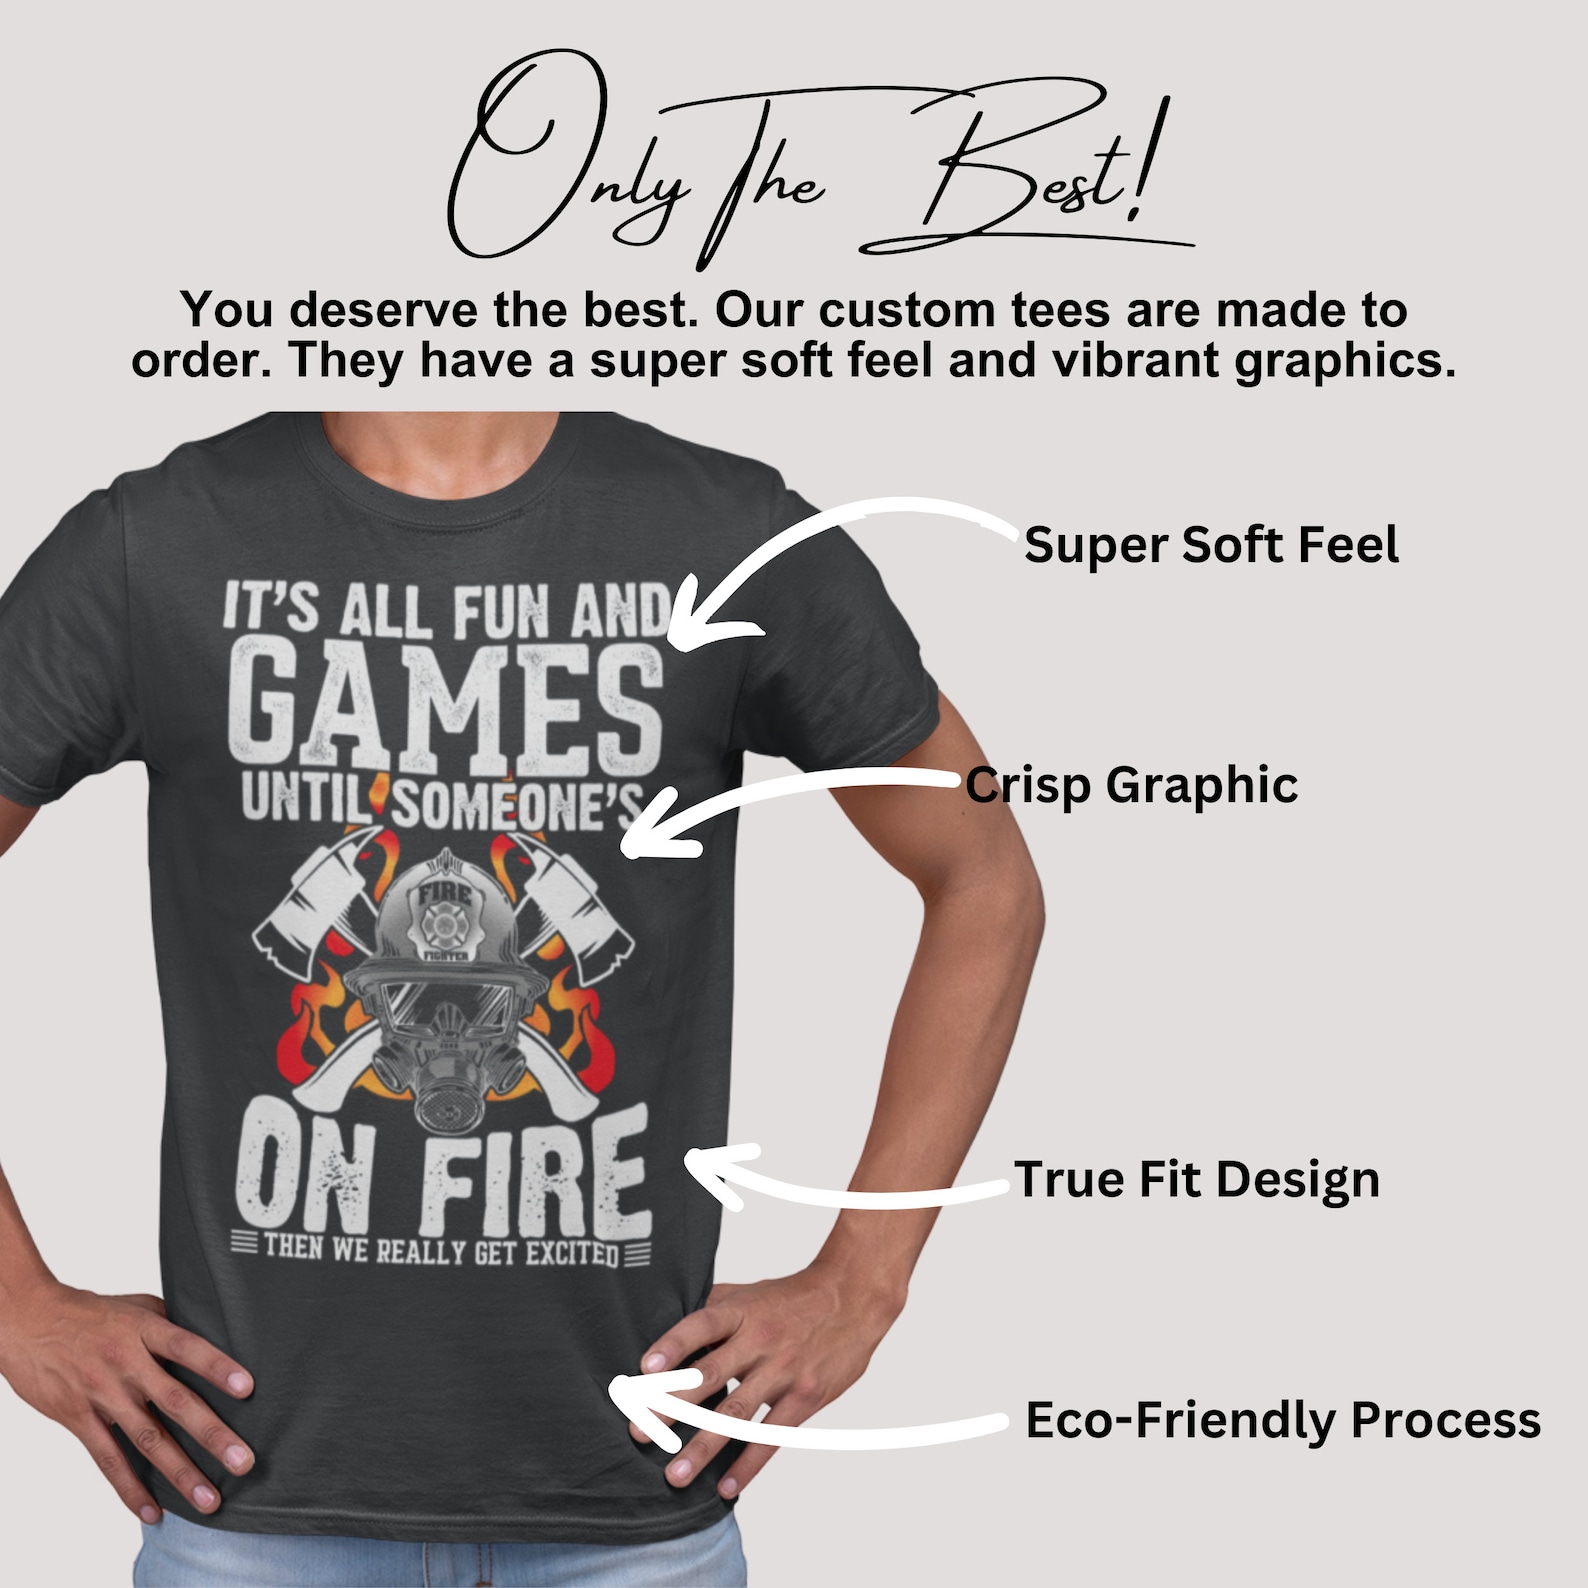 Only The Best!
You deserve the best. Our custom tees are made to
order. They have a super soft feel and vibrant graphics.
Super Soft Feel
IT'S ALL FUN AND
GAMES
UNTIL SOMEONE'S
Crisp Graphic
FIRE
FIGHTER
ON FIRE
THEN WE REALLY GET EXCITED
True Fit Design
Eco-Friendly Process